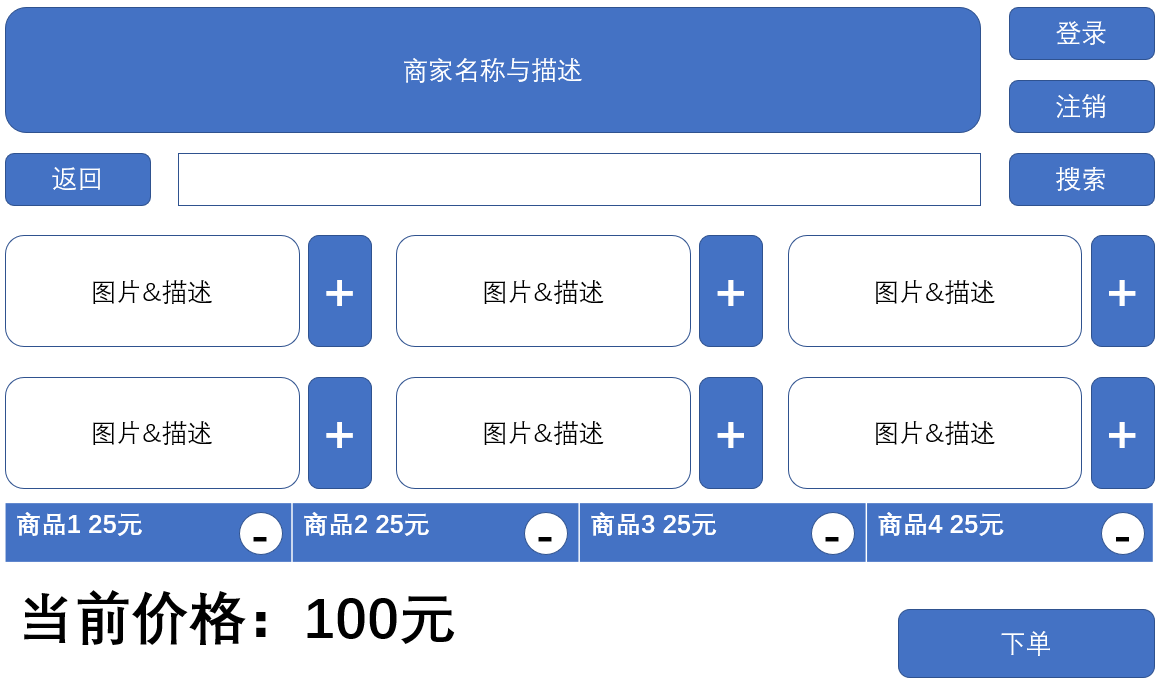 商家名称与描述
登录
注销
返回
搜索
图片&描述
+
图片&描述
+
图片&描述
+
图片&描述
+
图片&描述
+
图片&描述
+
商品1 25元
-
商品2 25元
-
商品3 25元
-
商品4 25元
-
当前价格：100元
下单